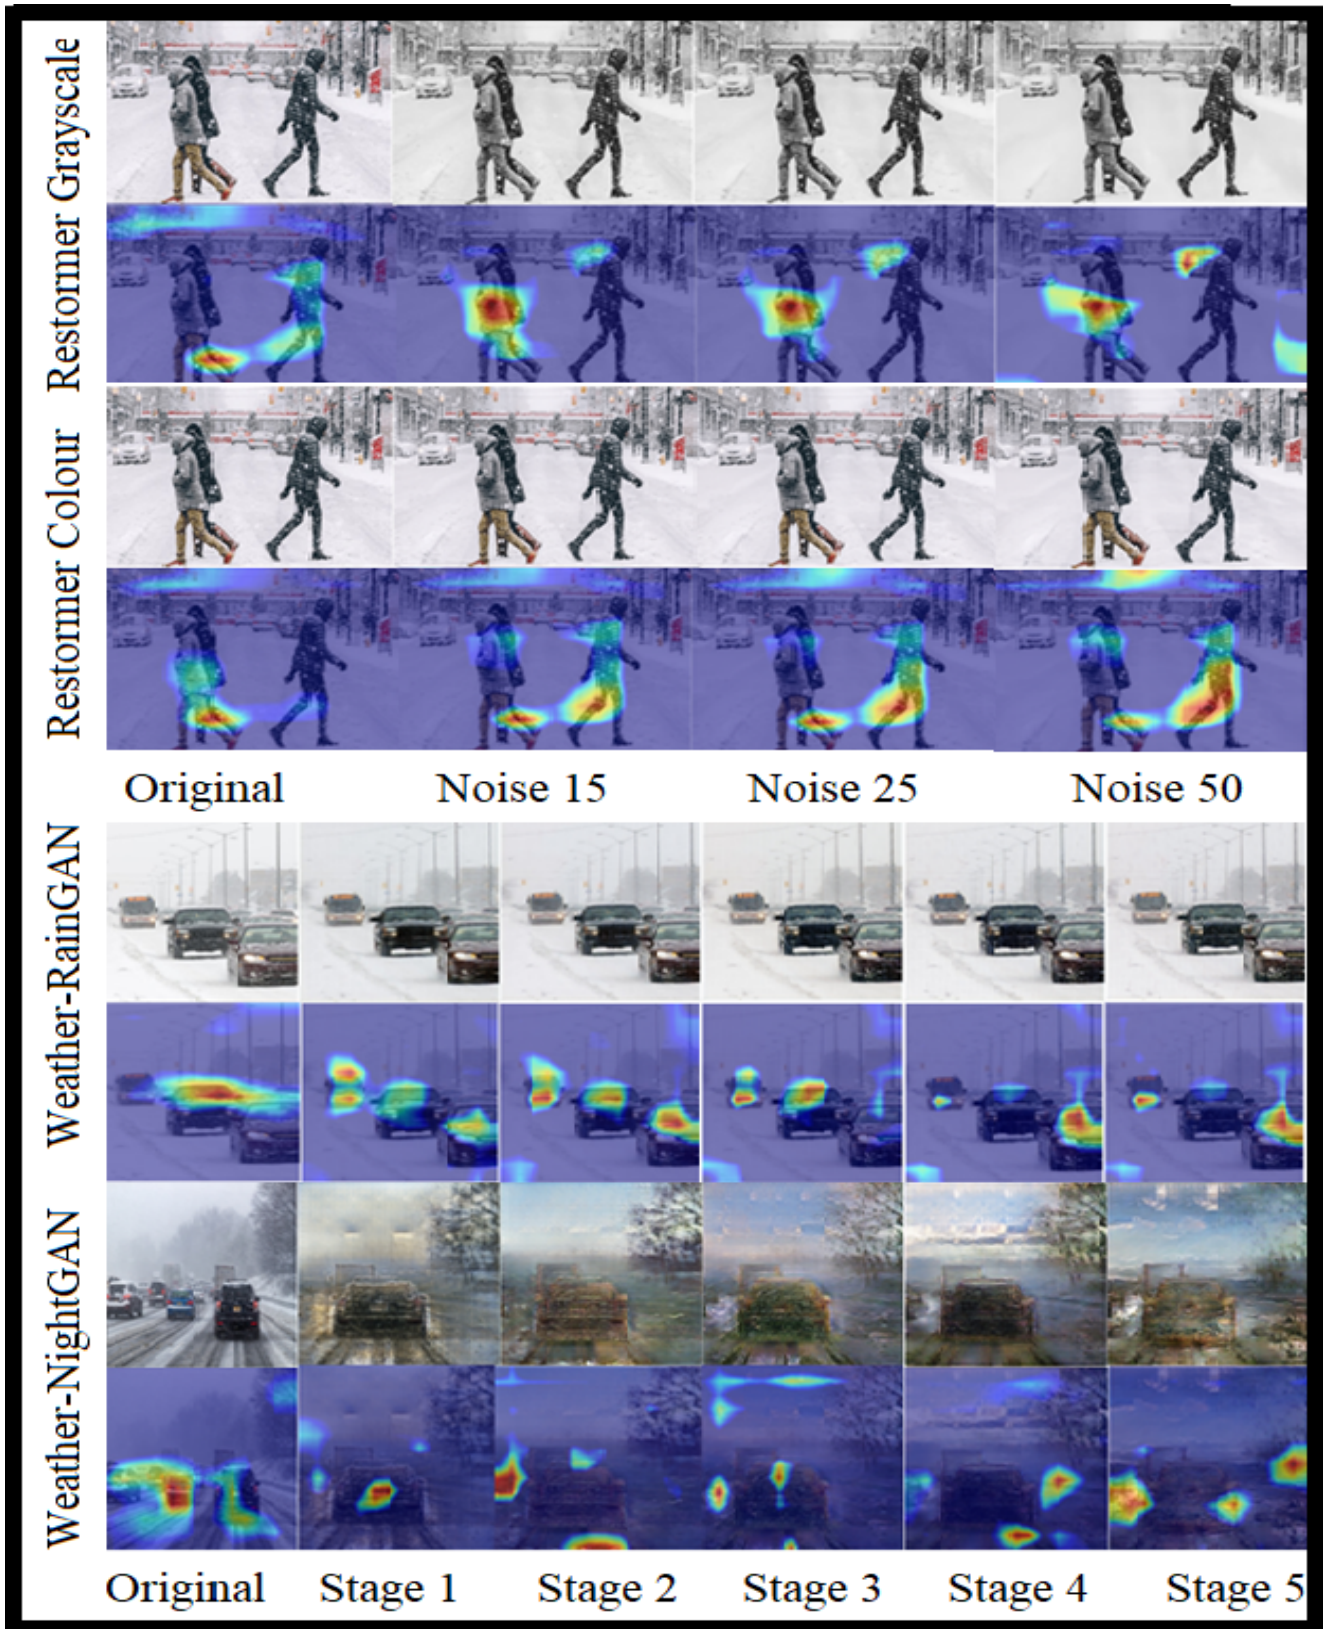 Restormer Grayscale
Restormer Colour
Original Noise 15 Noise 25 Noise 50
Weather-RainGAN
Weather-NightGAN
Original Stage 1 Stage 2 Stage 3 Stage 4 Stage 5